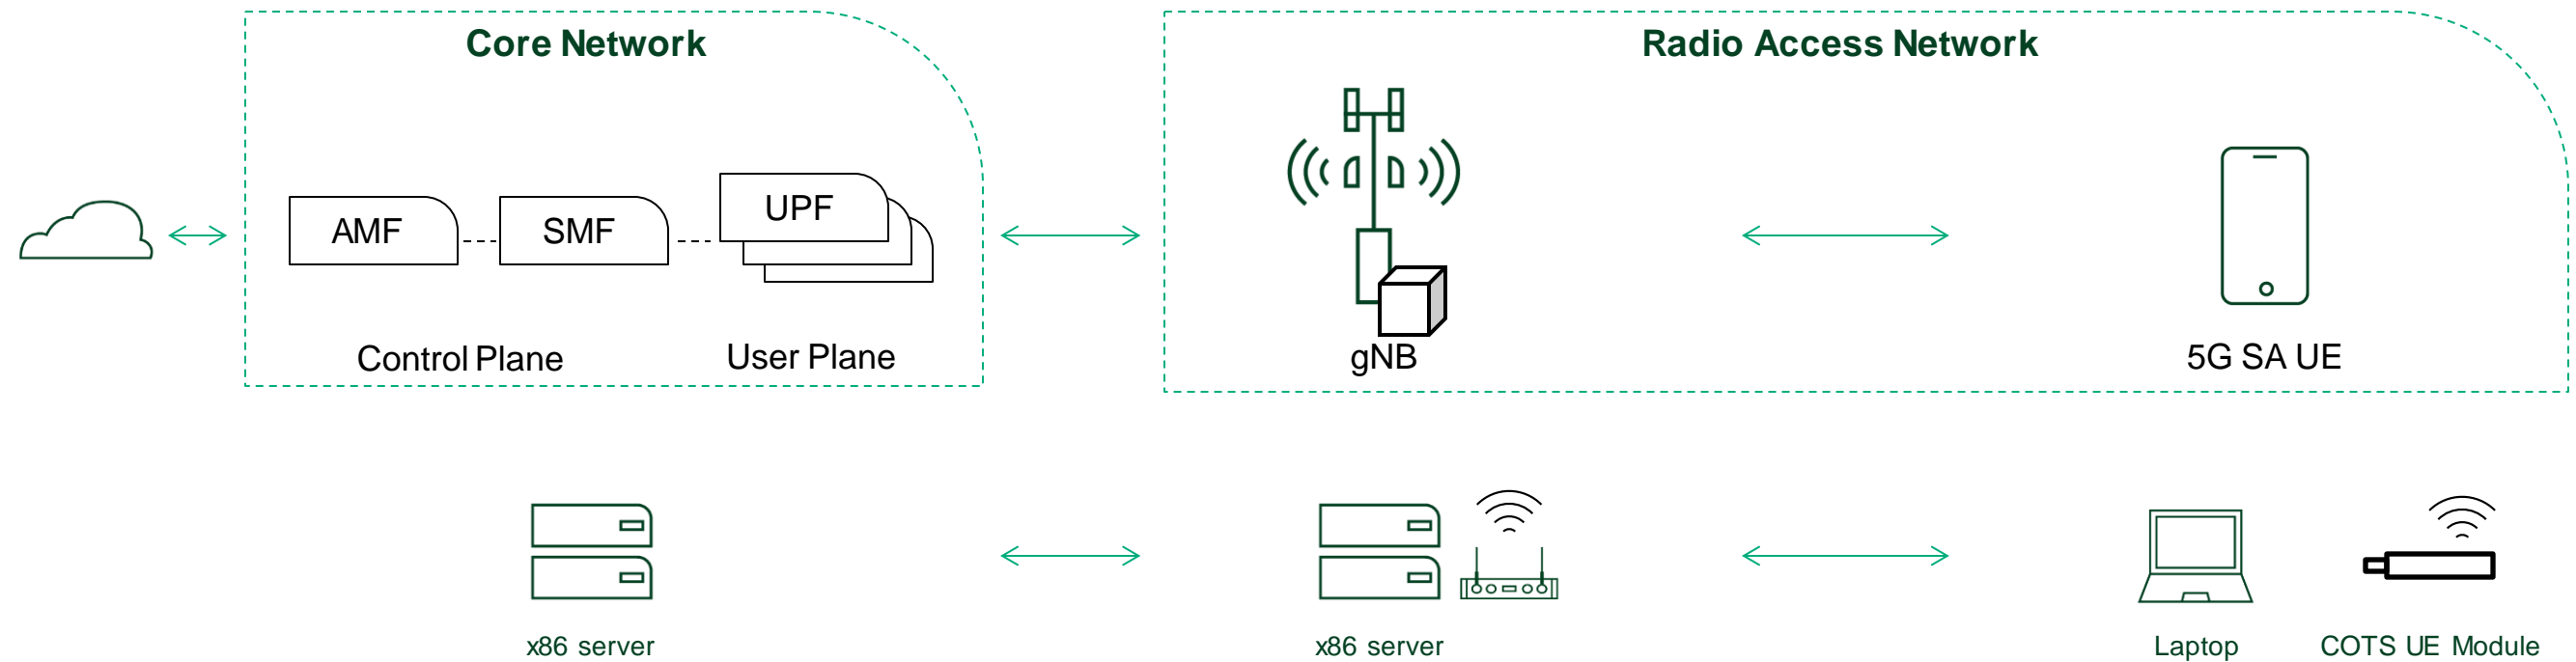 Core Network
Radio Access Network
AMF
SMF
UPF
Control Plane
User Plane
gNB
5G SA UE
x86 server
x86 server
Laptop
COTS UE Module